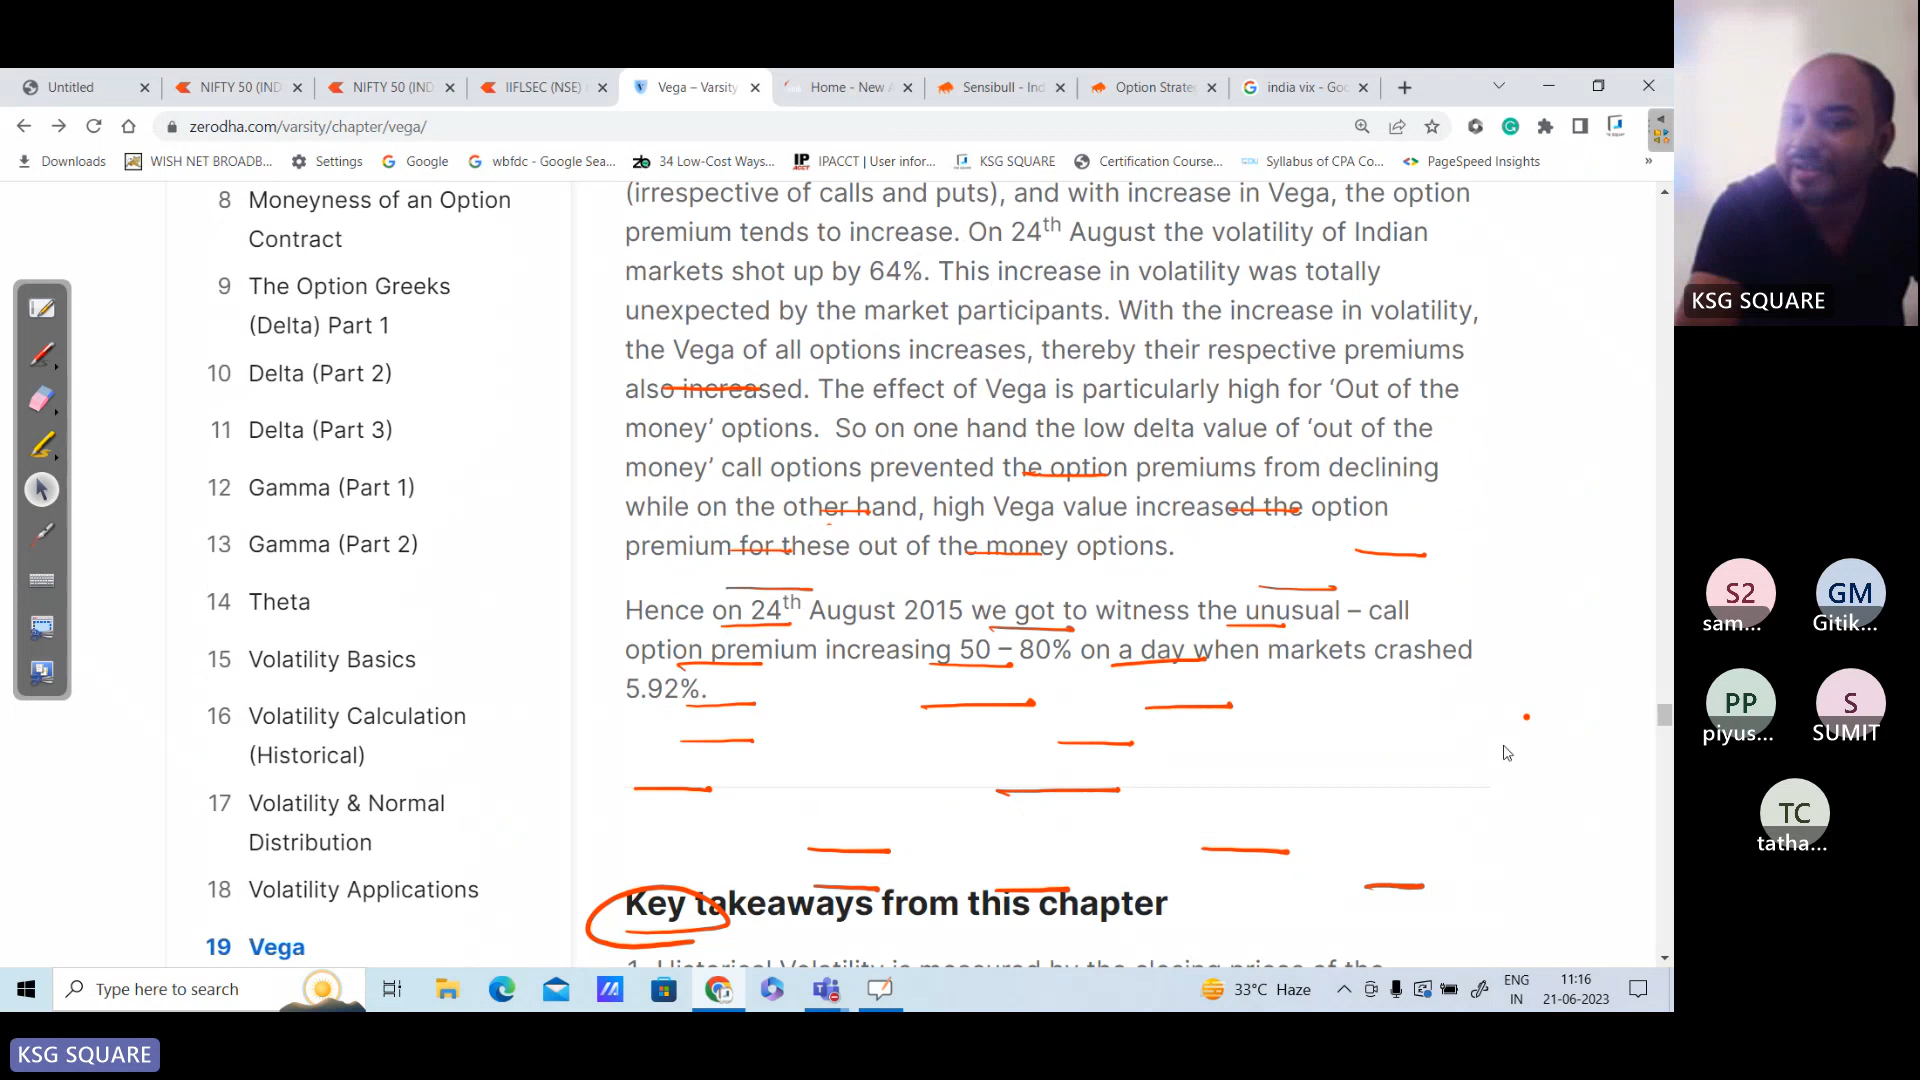 Untitled
NIFTY 50 (IND
NIFTY 50 (IND
IIFLSEC (NSE)
Vega – Varsity
Home - New A
Sensibull - Ind
Option Strate
india vix - Goo
zerodha.com/varsity/chapter/vega/
Downloads
WISH NET BROADB...
Settings
Google
wbfdc - Google Sea...
34 Low-Cost Ways...
IPACCT | User infor...
KSG SQUARE
Certification Course...
Syllabus of CPA Co...
PageSpeed Insights
»
8 Moneyness of an Option
Contract
9 The Option Greeks
(Delta) Part 1
10 Delta (Part 2)
11 Delta (Part 3)
12 Gamma (Part 1)
13 Gamma (Part 2)
14 Theta
15 Volatility Basics
16 Volatility Calculation
(Historical)
17 Volatility & Normal
Distribution
18 Volatility Applications
19 Vega
(irrespective of calls and puts), and with increase in Vega, the option
premium tends to increase. On 24th August the volatility of Indian
markets shot up by 64%. This increase in volatility was totally
unexpected by the market participants. With the increase in volatility,
the Vega of all options increases, thereby their respective premiums
also increased. The effect of Vega is particularly high for ‘Out of the
money’ options.  So on one hand the low delta value of ‘out of the
money’ call options prevented the option premiums from declining
while on the other hand, high Vega value increased the option
premium for these out of the money options.
Hence on 24th August 2015 we got to witness the unusual – call
option premium increasing 50 – 80% on a day when markets crashed
5.92%.
Key takeaways from this chapter
1. Historical Volatility is measured by the closing prices of the
KSG SQUARE
S2
sam...
GM
Gitik...
PP
piyus...
S
SUMIT
TC
tatha...
Type here to search
33°C Haze
ENG
IN
11:16
21-06-2023
KSG SQUARE